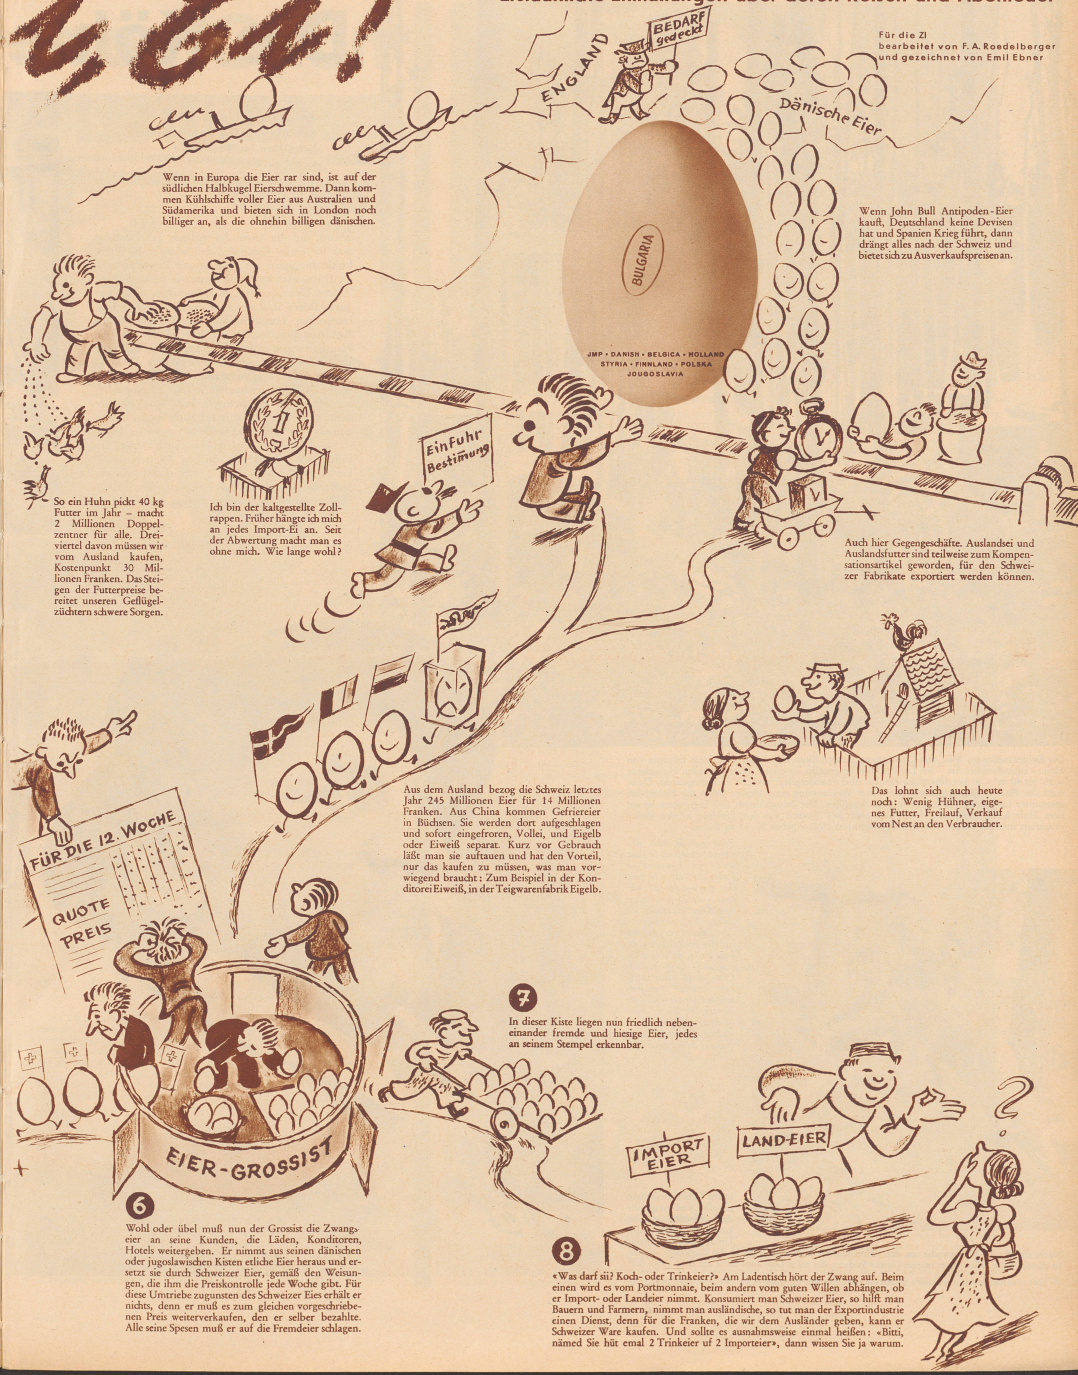 Für die ZI
bearbeitet von F. A. Roedelberger
und gezeichnet von Emil Ebner
ENGLAND
BEDARF
gedeckt
Dänische Eier
Wenn in Europa die Eier rar sind, ist auf der
südlichen Halbkugel Eierschwemme. Dann kom-
men Kühlschiffe voller Eier aus Australien und
Südamerika und bieten sich in London noch
billiger an, als die ohnehin billigen dänischen.
Wenn John Bull Antipoden-Eier
kauft, Deutschland keine Devisen
hat und Spanien Krieg führt, dann
drängt alles nach der Schweiz und
bietet sich zu Ausverkaufspreisen an.
BULGARIA
JMP • DANISH • BELGICA • HOLLAND
STYRIA • FINNLAND • POLSKA
JOUGOSLAVIA
Einfuhr
Bestimung
So ein Huhn pickt 40 kg
Futter im Jahr – macht
2 Millionen Doppel-
zentner für alle. Drei-
viertel davon müssen wir
vom Ausland kaufen,
Kostenpunkt 30 Mil-
lionen Franken. Das Stei-
gen der Futterpreise be-
reitet unseren Geflügel-
züchtern schwere Sorgen.
1
Ich bin der kaltgestellte Zoll-
rappen. Früher hängte ich mich
an jedes Import-Ei an. Seit
der Abwertung macht man es
ohne mich. Wie lange wohl?
Auch hier Gegengeschäfte. Auslandsei und
Auslandsfutter sind teilweise zum Kompen-
sationsartikel geworden, für den Schwei-
zer Fabrikate exportiert werden können.
Aus dem Ausland bezog die Schweiz letztes
Jahr 245 Millionen Eier für 14 Millionen
Franken. Aus China kommen Gefriereier
in Büchsen. Sie werden dort aufgeschlagen
und sofort eingefroren, Vollei, und Eigelb
oder Eiweiß separat. Kurz vor Gebrauch
läßt man sie auftauen und hat den Vorteil,
nur das kaufen zu müssen, was man vor-
wiegend braucht: Zum Beispiel in der Kon-
ditorei Eiweiß, in der Teigwarenfabrik Eigelb.
Das lohnt sich auch heute
noch: Wenig Hühner, eige-
nes Futter, Freilauf, Verkauf
vom Nest an den Verbraucher.
FÜR DIE 12. WOCHE
QUOTE
PREIS
EIER-GROSSIST
6
Wohl oder übel muß nun der Grossist die Zwangs-
eier an seine Kunden, die Läden, Konditoren,
Hotels weitergeben. Er nimmt aus seinen dänischen
oder jugoslawischen Kisten etliche Eier heraus und er-
setzt sie durch Schweizer Eier, gemäß den Weisun-
gen, die ihm die Preiskontrolle jede Woche gibt. Für
diese Umtriebe zugunsten des Schweizer Eies erhält er
nichts, denn er muß es zum gleichen vorgeschriebe-
nen Preis weiterverkaufen, den er selber bezahlte.
Alle seine Spesen muß er auf die Fremdeier schlagen.
7
In dieser Kiste liegen nun friedlich neben-
einander fremde und hiesige Eier, jedes
an seinem Stempel erkennbar.
IMPORT
EIER
LAND-EIER
?
8
«Was darf sii? Koch- oder Trinkeier?» Am Ladentisch hört der Zwang auf. Beim
einen wird es vom Portmonnaie, beim andern vom guten Willen abhängen, ob
er Import- oder Landeier nimmt. Konsumiert man Schweizer Eier, so hilft man
Bauern und Farmern, nimmt man ausländische, so tut man der Exportindustrie
einen Dienst, denn für die Franken, die wir dem Ausländer geben, kann er
Schweizer Ware kaufen. Und sollte es ausnahmsweise einmal heißen: «Bitti,
nämed Sie hüt emal 2 Trinkeier uf 2 Importeier», dann wissen Sie ja warum.